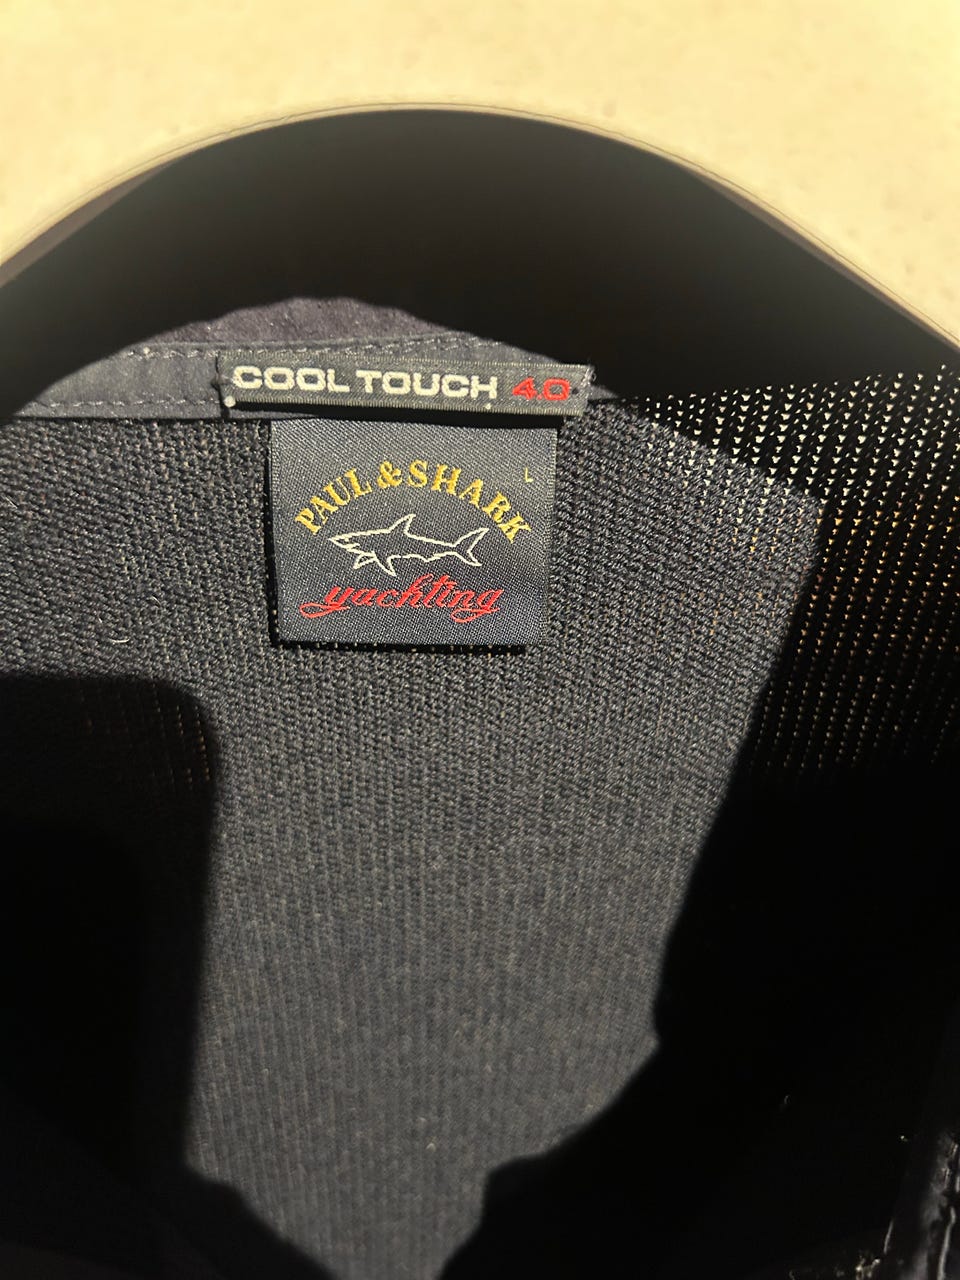 COOL TOUCH 4.0
L
PAUL & SHARK
yachting